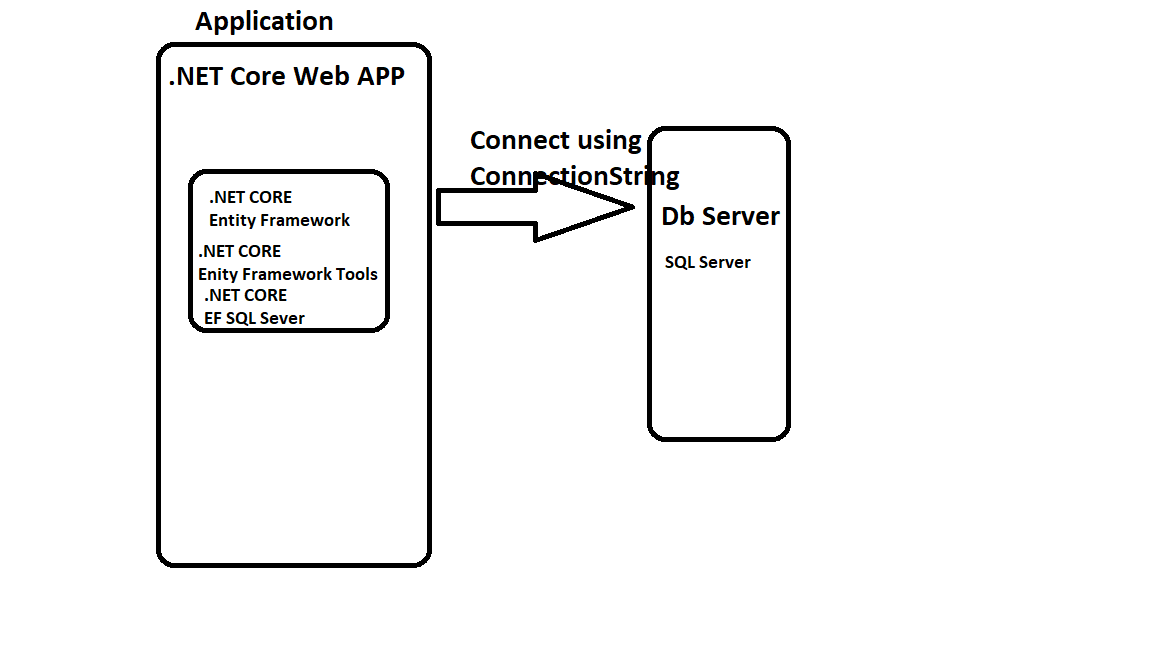 Application
.NET Core Web APP
.NET CORE
Entity Framework
.NET CORE
Enity Framework Tools
.NET CORE
EF SQL Sever
Connect using
ConnectionString
Db Server
SQL Server